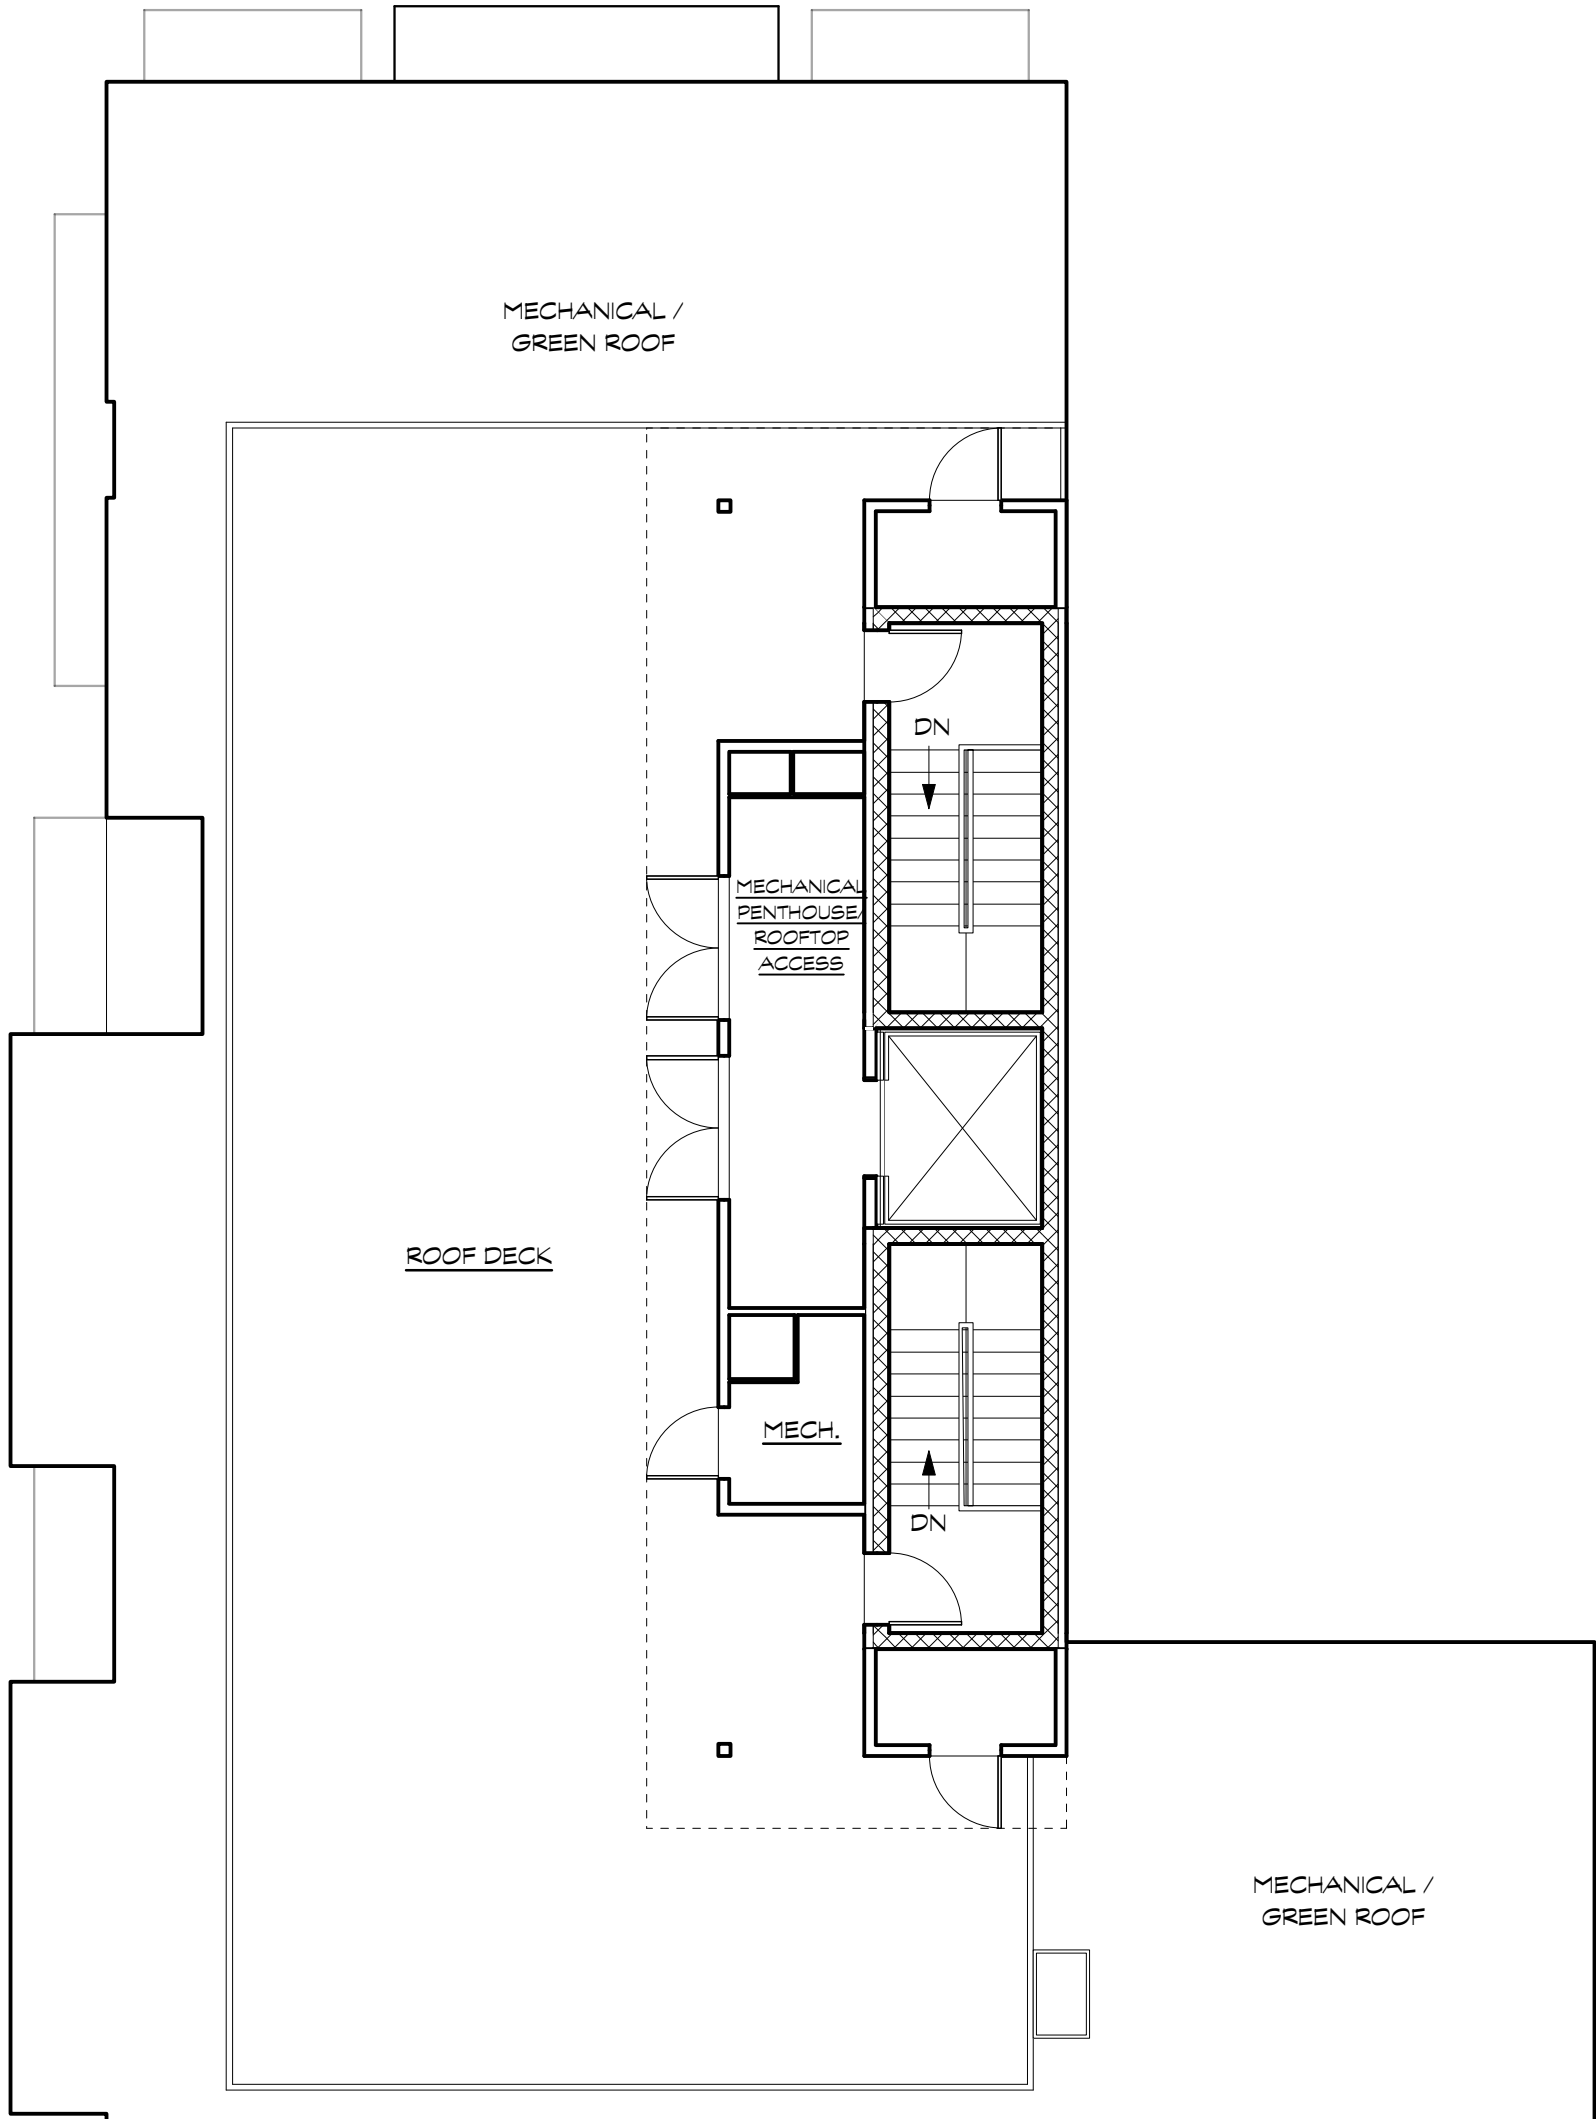 MECHANICAL /
GREEN ROOF
DN
MECHANICAL
PENTHOUSE/
ROOFTOP
ACCESS
ROOF DECK
MECH.
DN
MECHANICAL /
GREEN ROOF